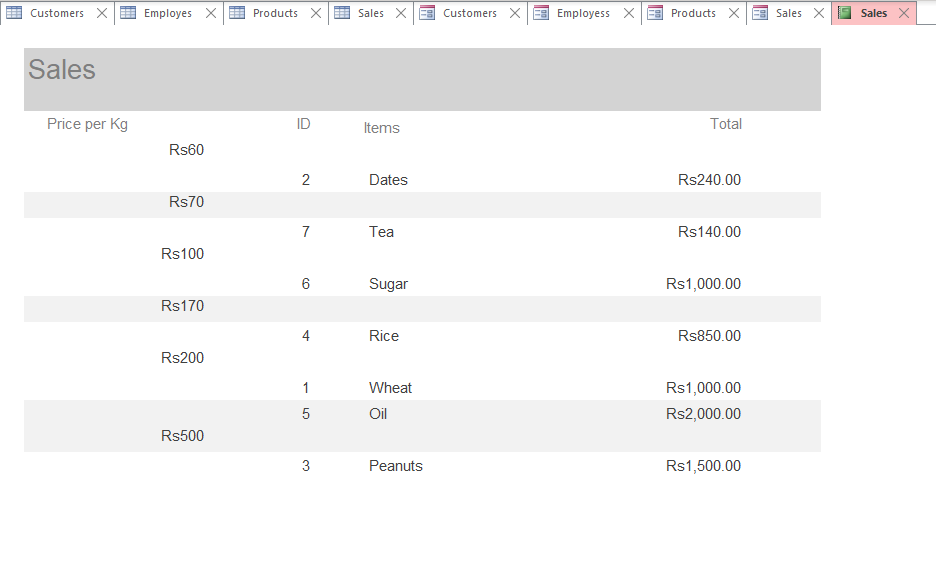 Customers Employes Products Sales Customers Employess Products Sales Sales
Sales
Price per Kg ID Items Total
Rs60
2 Dates Rs240.00
Rs70
7 Tea Rs140.00
Rs100
6 Sugar Rs1,000.00
Rs170
4 Rice Rs850.00
Rs200
1 Wheat Rs1,000.00
5 Oil Rs2,000.00
Rs500
3 Peanuts Rs1,500.00